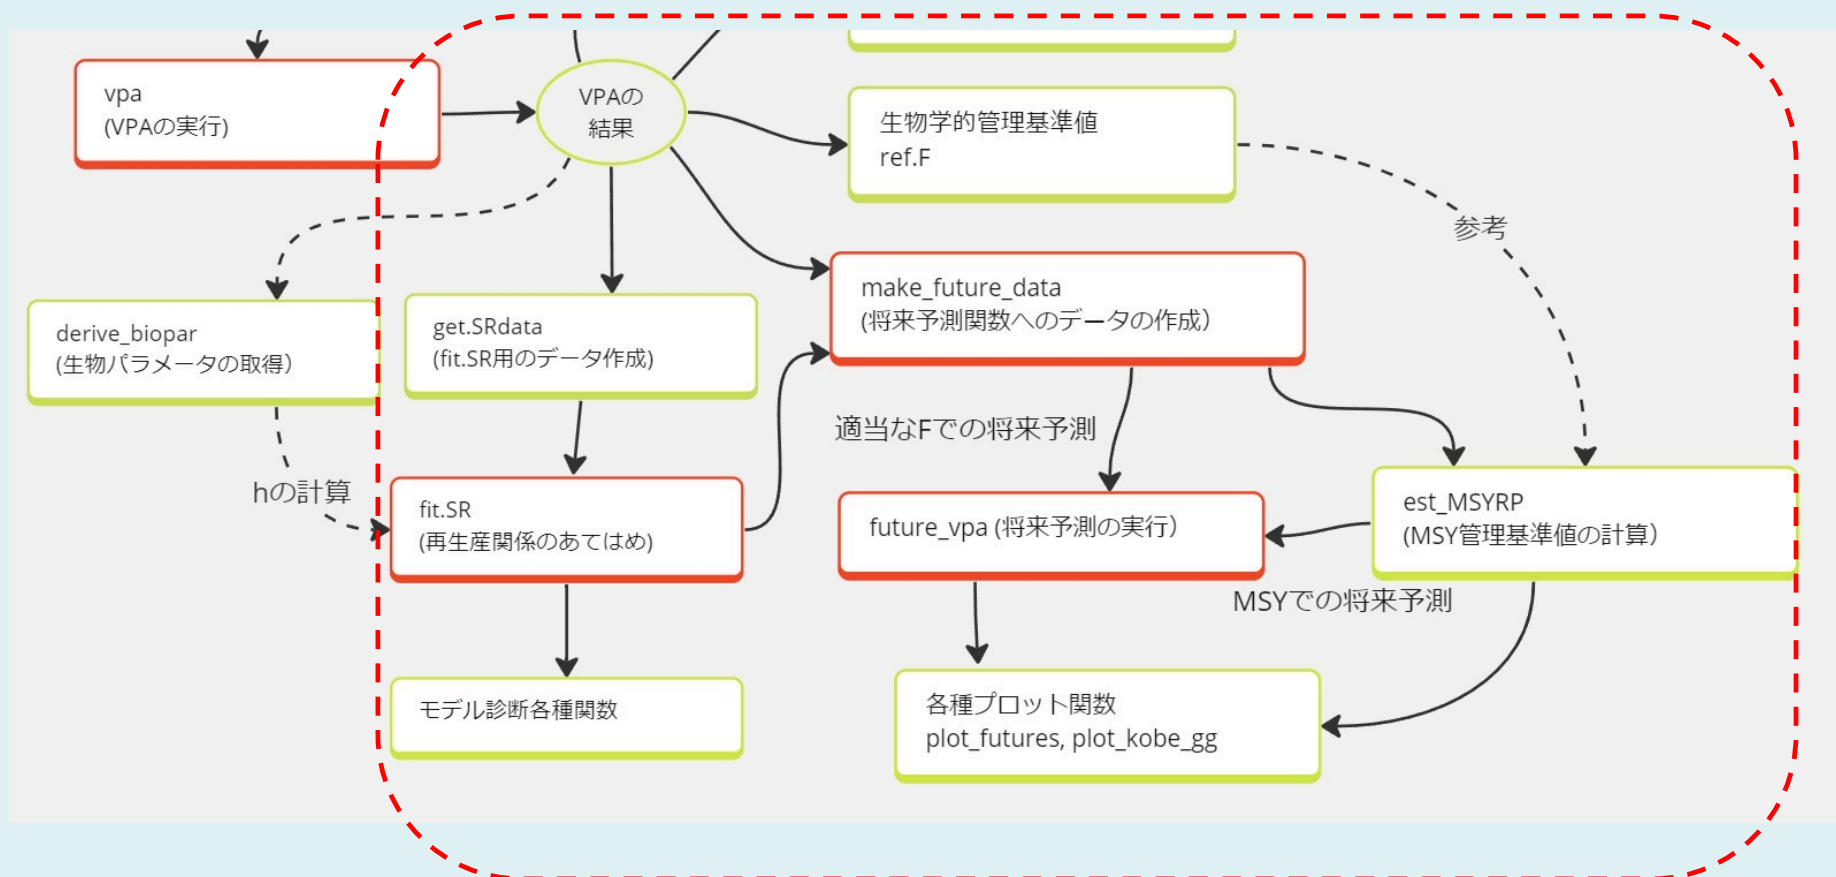 vpa
(VPAの実行)
VPAの
結果
生物学的管理基準値
ref.F
参考
derive_biopar
(生物パラメータの取得）
get.SRdata
(fit.SR用のデータ作成)
make_future_data
(将来予測関数へのデータの作成）
適当なFでの将来予測
hの計算
fit.SR
(再生産関係のあてはめ)
future_vpa (将来予測の実行）
est_MSYRP
(MSY管理基準値の計算）
MSYでの将来予測
モデル診断各種関数
各種プロット関数
plot_futures, plot_kobe_gg